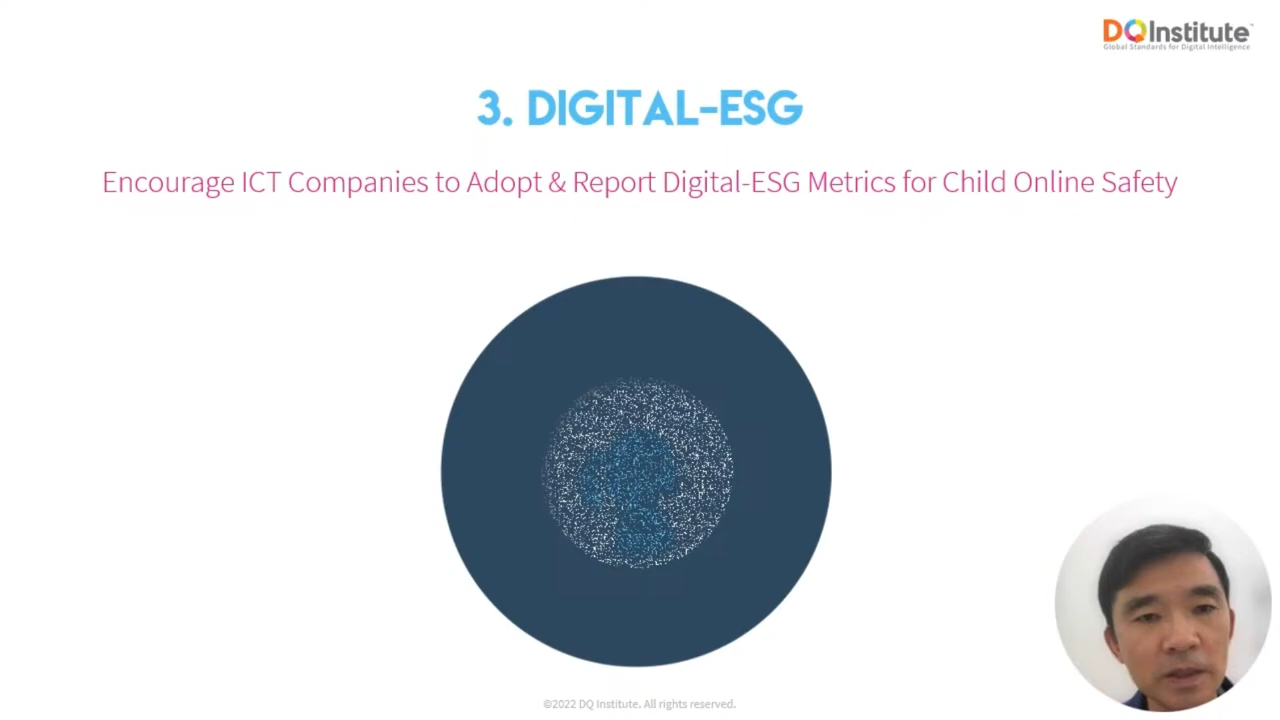 DQInstitute™
Global Standards for Digital Intelligence
3. DIGITAL-ESG
Encourage ICT Companies to Adopt & Report Digital-ESG Metrics for Child Online Safety
©2022 DQ Institute. All rights reserved.